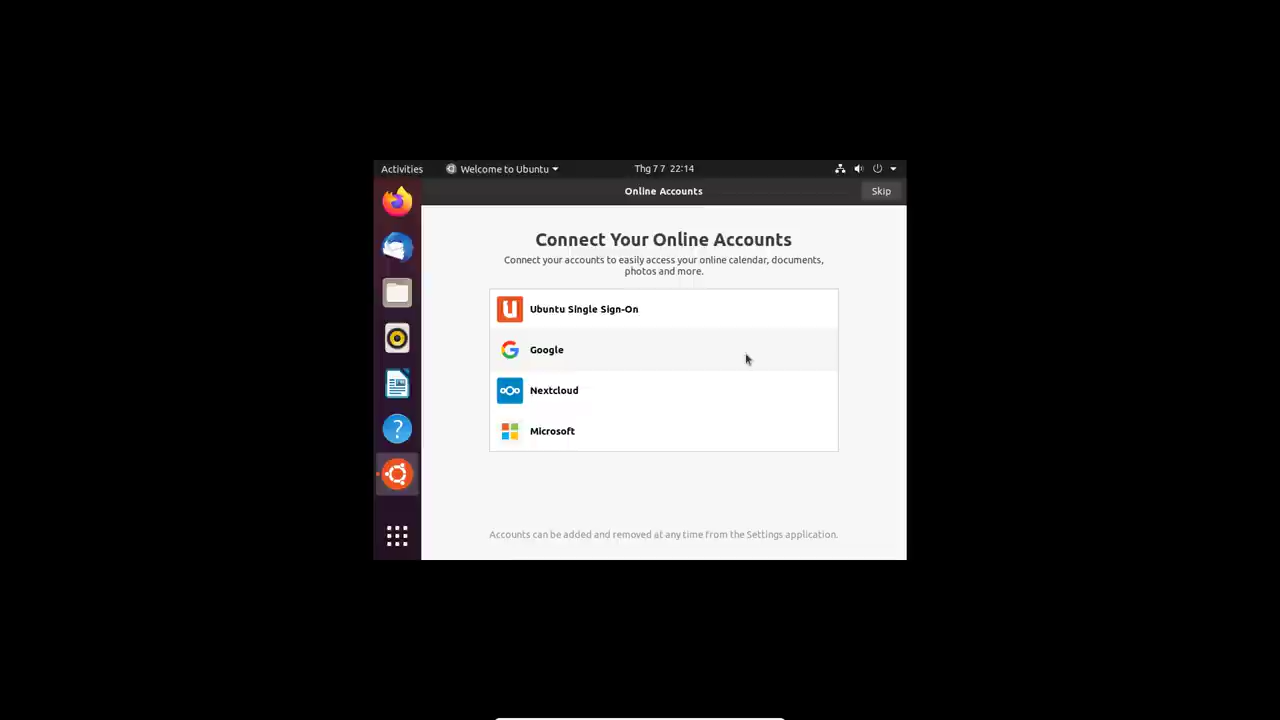 Activities
Welcome to Ubuntu
Thg 7 7 22:14
Online Accounts
Skip
Connect Your Online Accounts
Connect your accounts to easily access your online calendar, documents,
photos and more.
Ubuntu Single Sign-On
Google
Nextcloud
Microsoft
Accounts can be added and removed at any time from the Settings application.